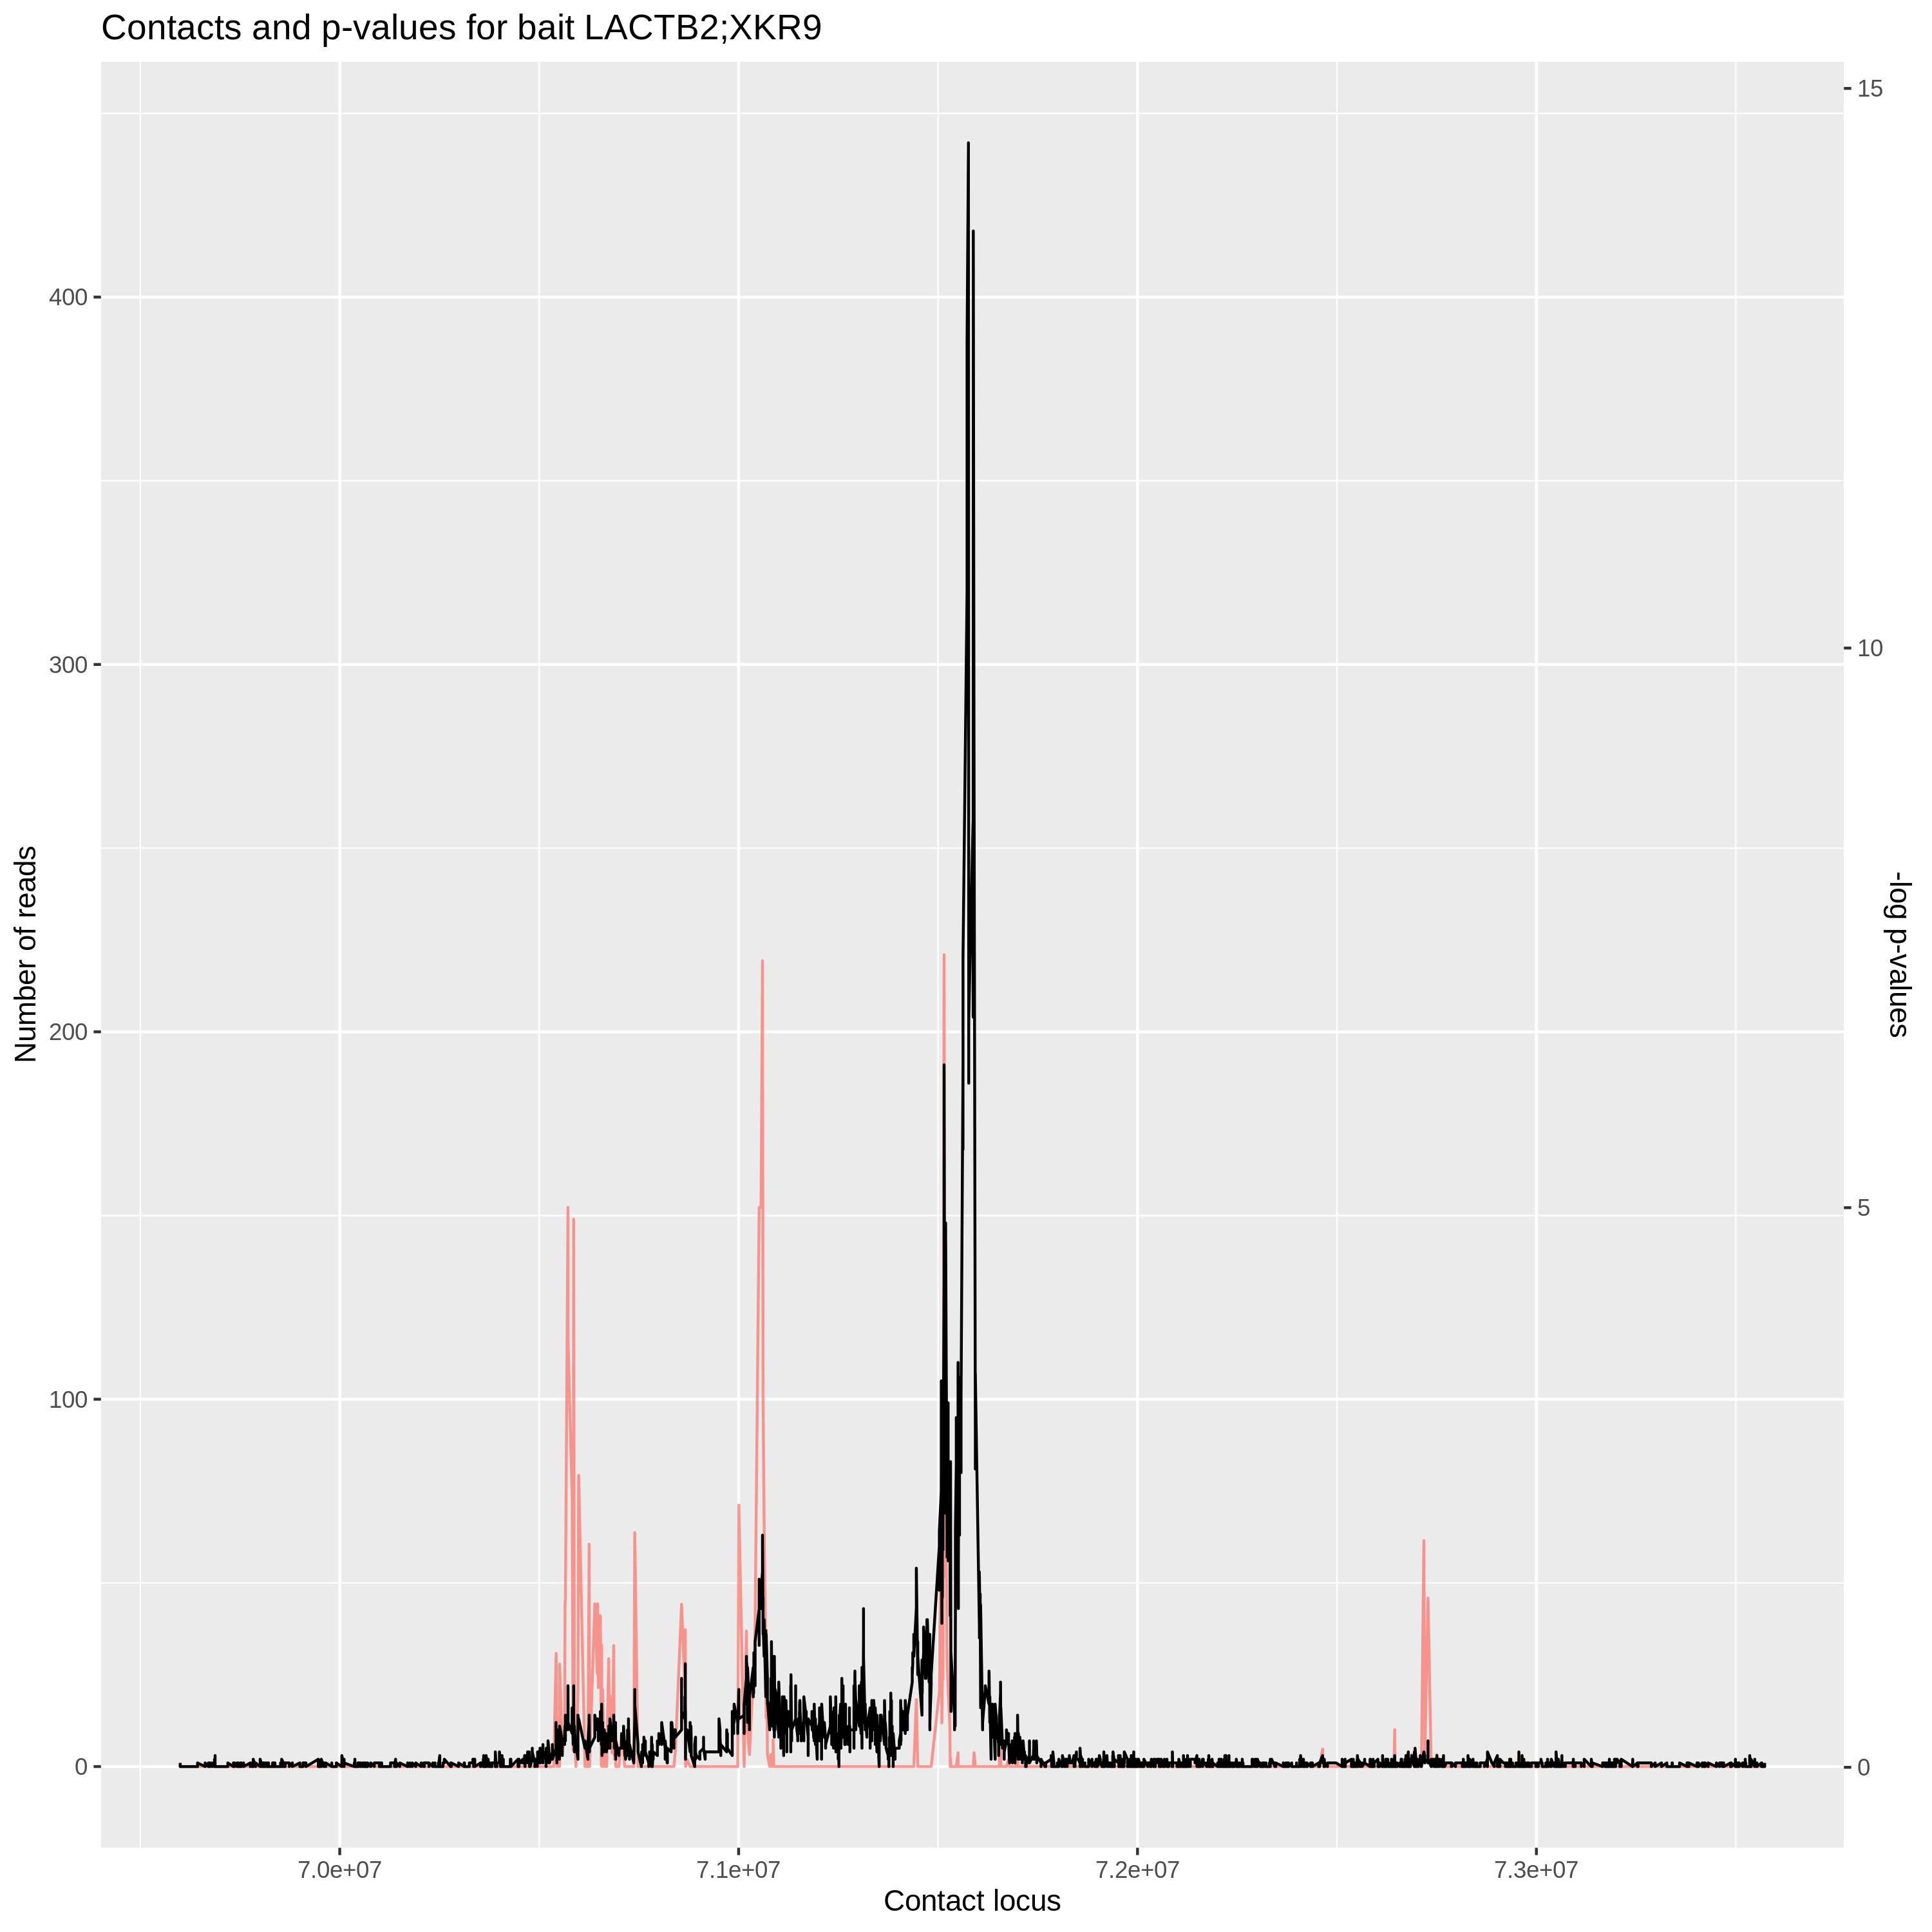 Contacts and p-values for bait LACTB2;XKR9
Number of reads
400
300
200
100
0
15
10
5
0
-log p-values
7.0e+07
7.1e+07
7.2e+07
7.3e+07
Contact locus